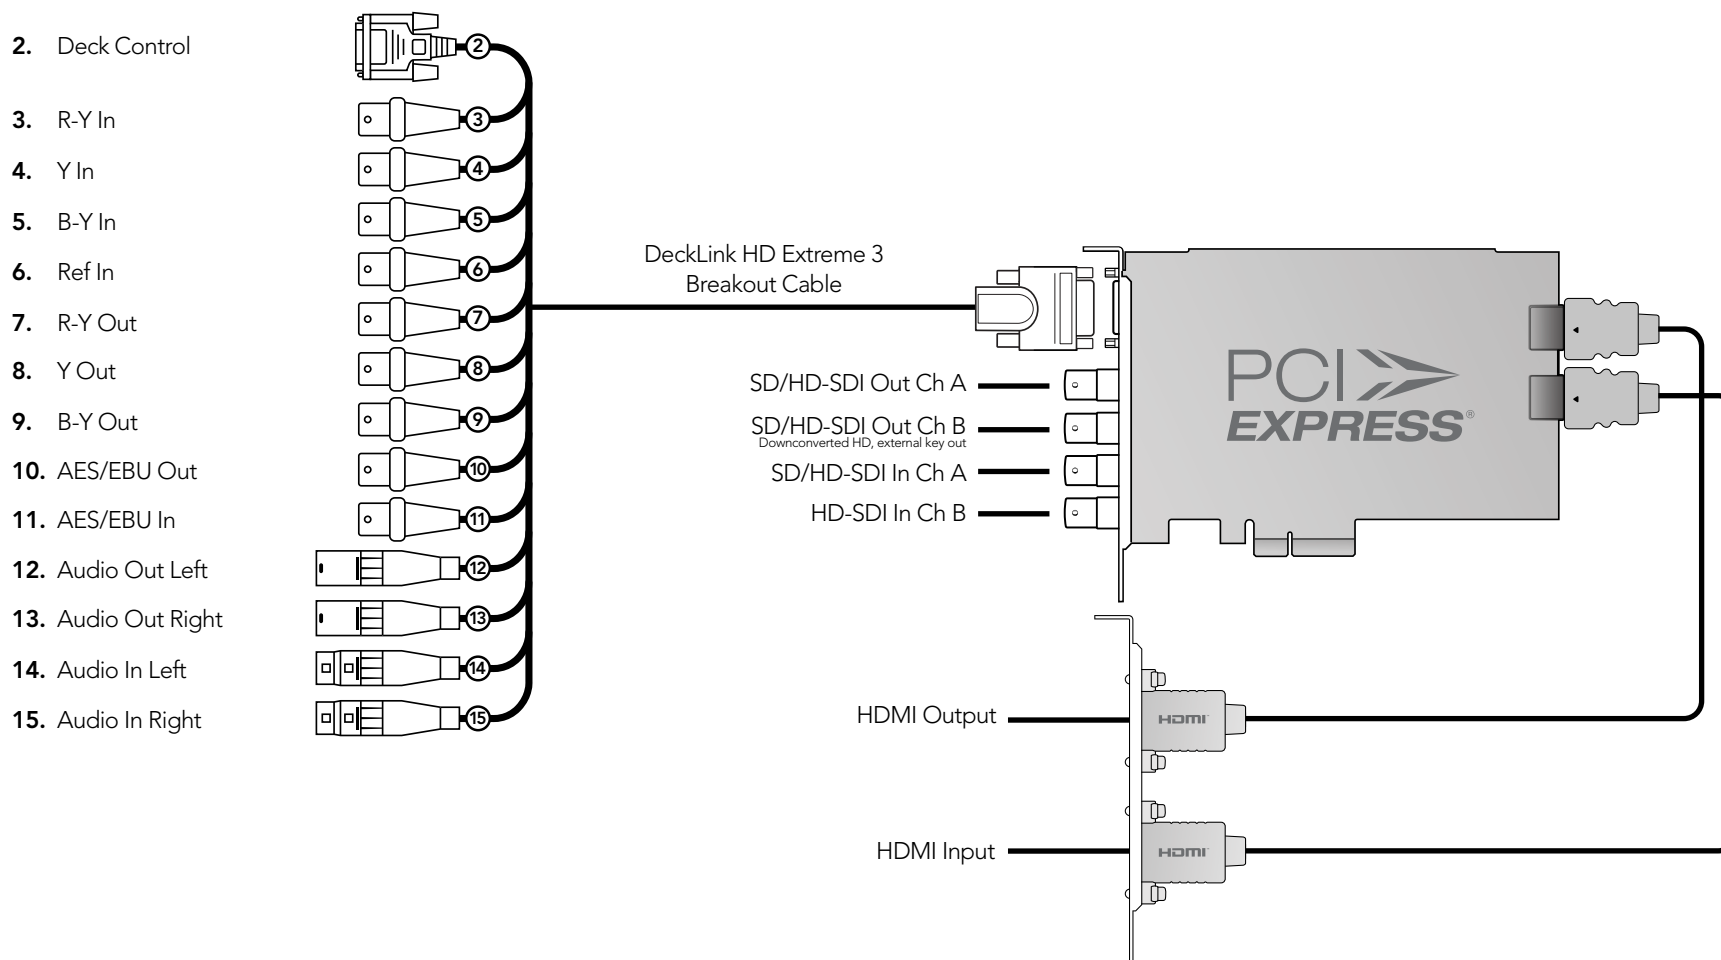 2. Deck Control
3. R-Y In
4. Y In
5. B-Y In
6. Ref In
7. R-Y Out
8. Y Out
9. B-Y Out
10. AES/EBU Out
11. AES/EBU In
12. Audio Out Left
13. Audio Out Right
14. Audio In Left
15. Audio In Right
2
3
4
5
6
7
8
9
10
11
12
13
14
15
DeckLink HD Extreme 3
Breakout Cable
SD/HD-SDI Out Ch A
SD/HD-SDI Out Ch B
Downconverted HD, external key out
SD/HD-SDI In Ch A
HD-SDI In Ch B
PCI
EXPRESS®
HDMI Output
HDMI
HDMI Input
HDMI